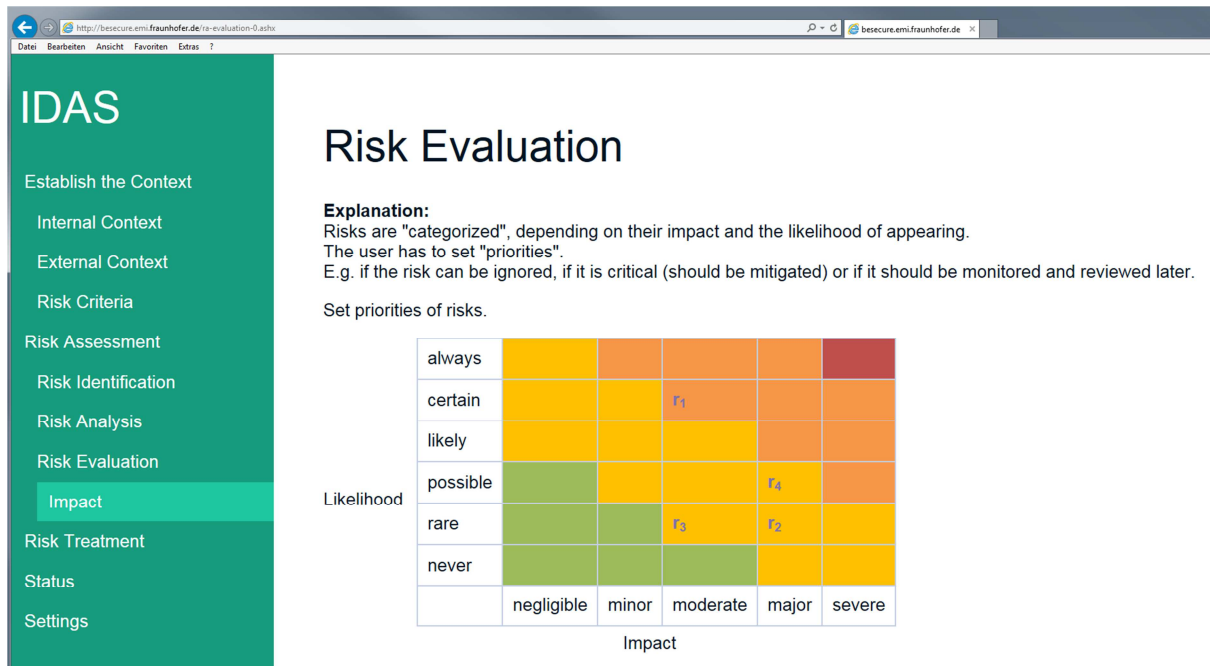 http://besecure.emi.fraunhofer.de/ra-evaluation-0.ashx
besecure.emi.fraunhofer.de
Datei Bearbeiten Ansicht Favoriten Extras ?
IDAS
Establish the Context
Internal Context
External Context
Risk Criteria
Risk Assessment
Risk Identification
Risk Analysis
Risk Evaluation
Impact
Risk Treatment
Status
Settings
Risk Evaluation
Explanation:
Risks are "categorized", depending on their impact and the likelihood of appearing.
The user has to set "priorities".
E.g. if the risk can be ignored, if it is critical (should be mitigated) or if it should be monitored and reviewed later.
Set priorities of risks.
always
certain r1
likely
possible r4
Likelihood
rare r3 r2
never
negligible minor moderate major severe
Impact